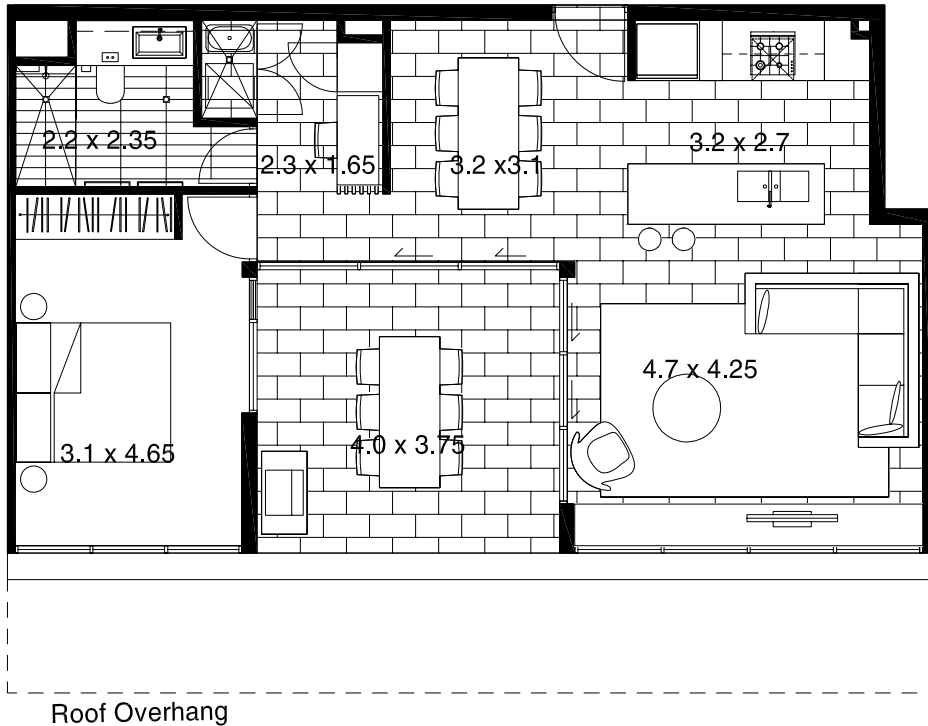 2.2 x 2.35
2.3 x 1.65
3.2 x3.1
3.2 x 2.7
4.7 x 4.25
3.1 x 4.65
4.0 x 3.75
Roof Overhang